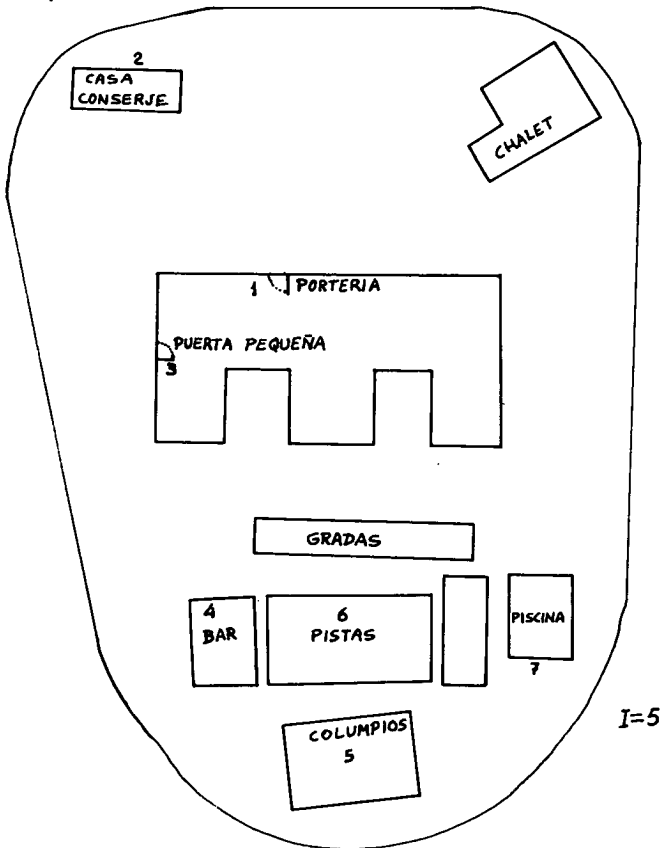 2
CASA
CONSERJE
CHALET
1 PORTERIA
PUERTA PEQUEÑA
3
GRADAS
4
BAR
6
PISTAS
PISCINA
7
COLUMPIOS
5
I=5